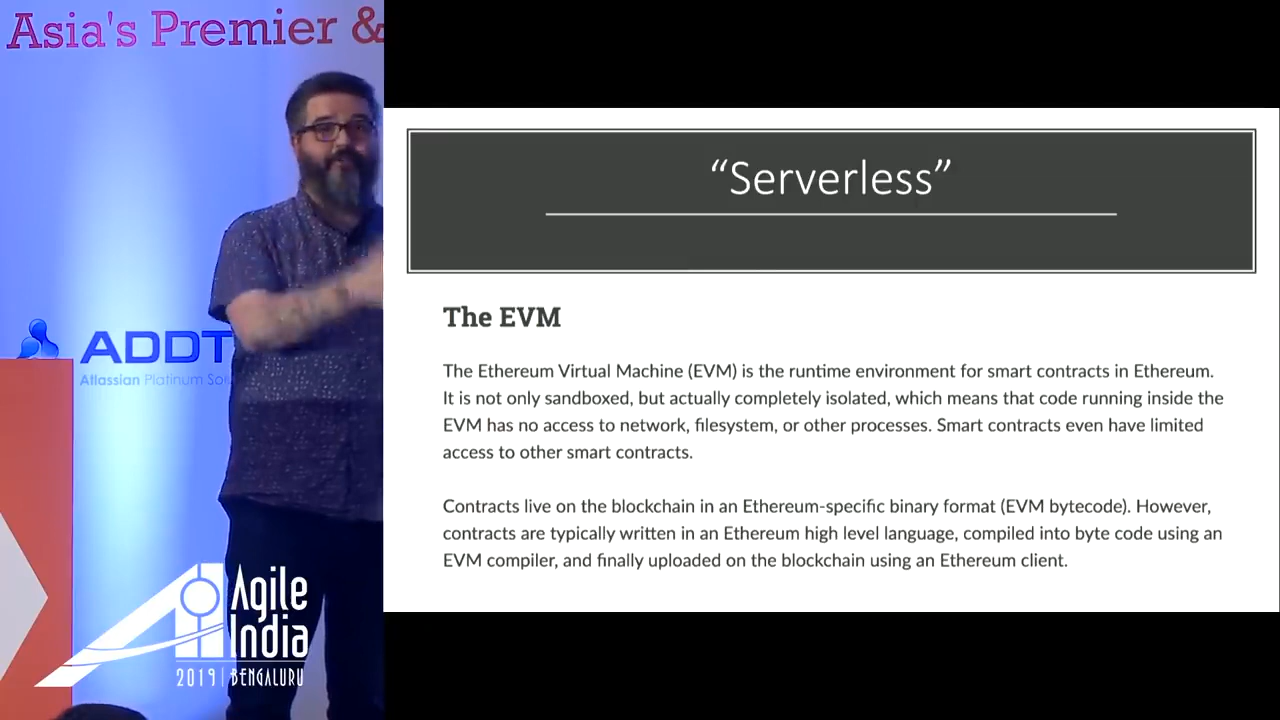 Asia's Premier &
ADDT
Atlassian Platinum Solu
Agile
India
2019 | BENGALURU
“Serverless”
The EVM
The Ethereum Virtual Machine (EVM) is the runtime environment for smart contracts in Ethereum.
It is not only sandboxed, but actually completely isolated, which means that code running inside the
EVM has no access to network, filesystem, or other processes. Smart contracts even have limited
access to other smart contracts.
Contracts live on the blockchain in an Ethereum-specific binary format (EVM bytecode). However,
contracts are typically written in an Ethereum high level language, compiled into byte code using an
EVM compiler, and finally uploaded on the blockchain using an Ethereum client.